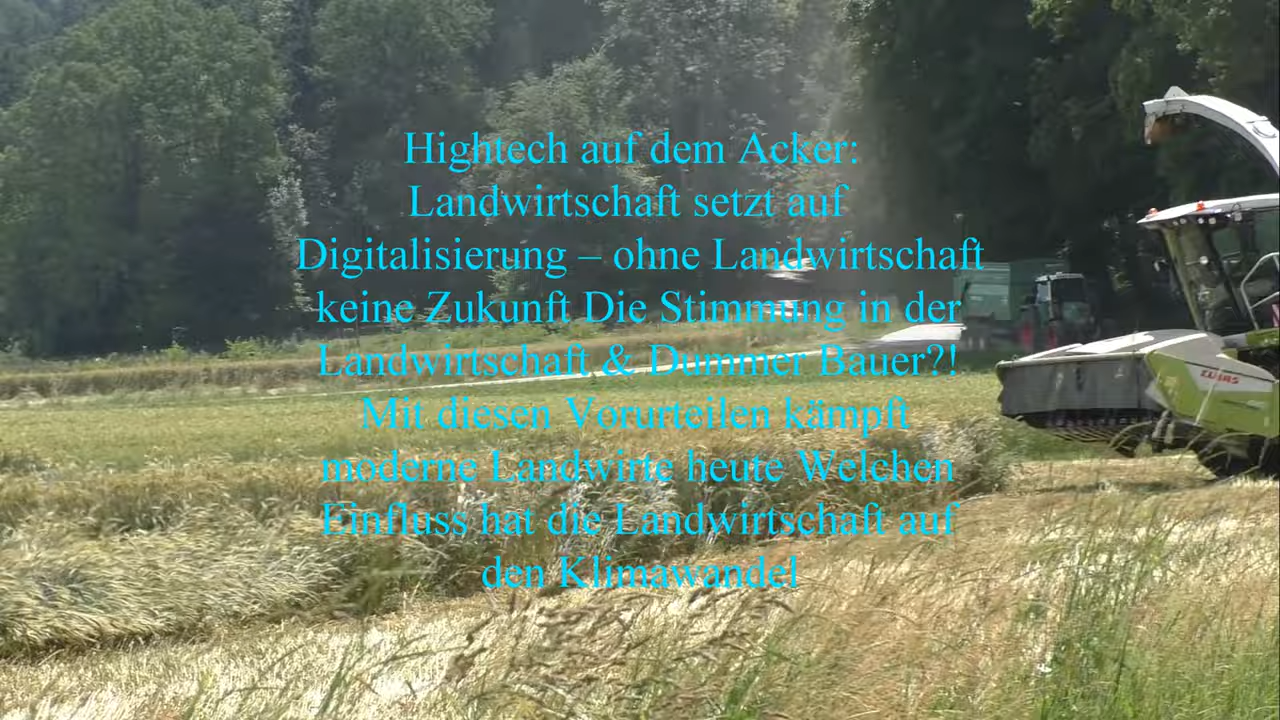 Hightech auf dem Acker:
Landwirtschaft setzt auf
Digitalisierung – ohne Landwirtschaft
keine Zukunft Die Stimmung in der
Landwirtschaft & Dummer Bauer?!
Mit diesen Vorurteilen kämpft
moderne Landwirte heute Welchen
Einfluss hat die Landwirtschaft auf
den Klimawandel
CLAAS